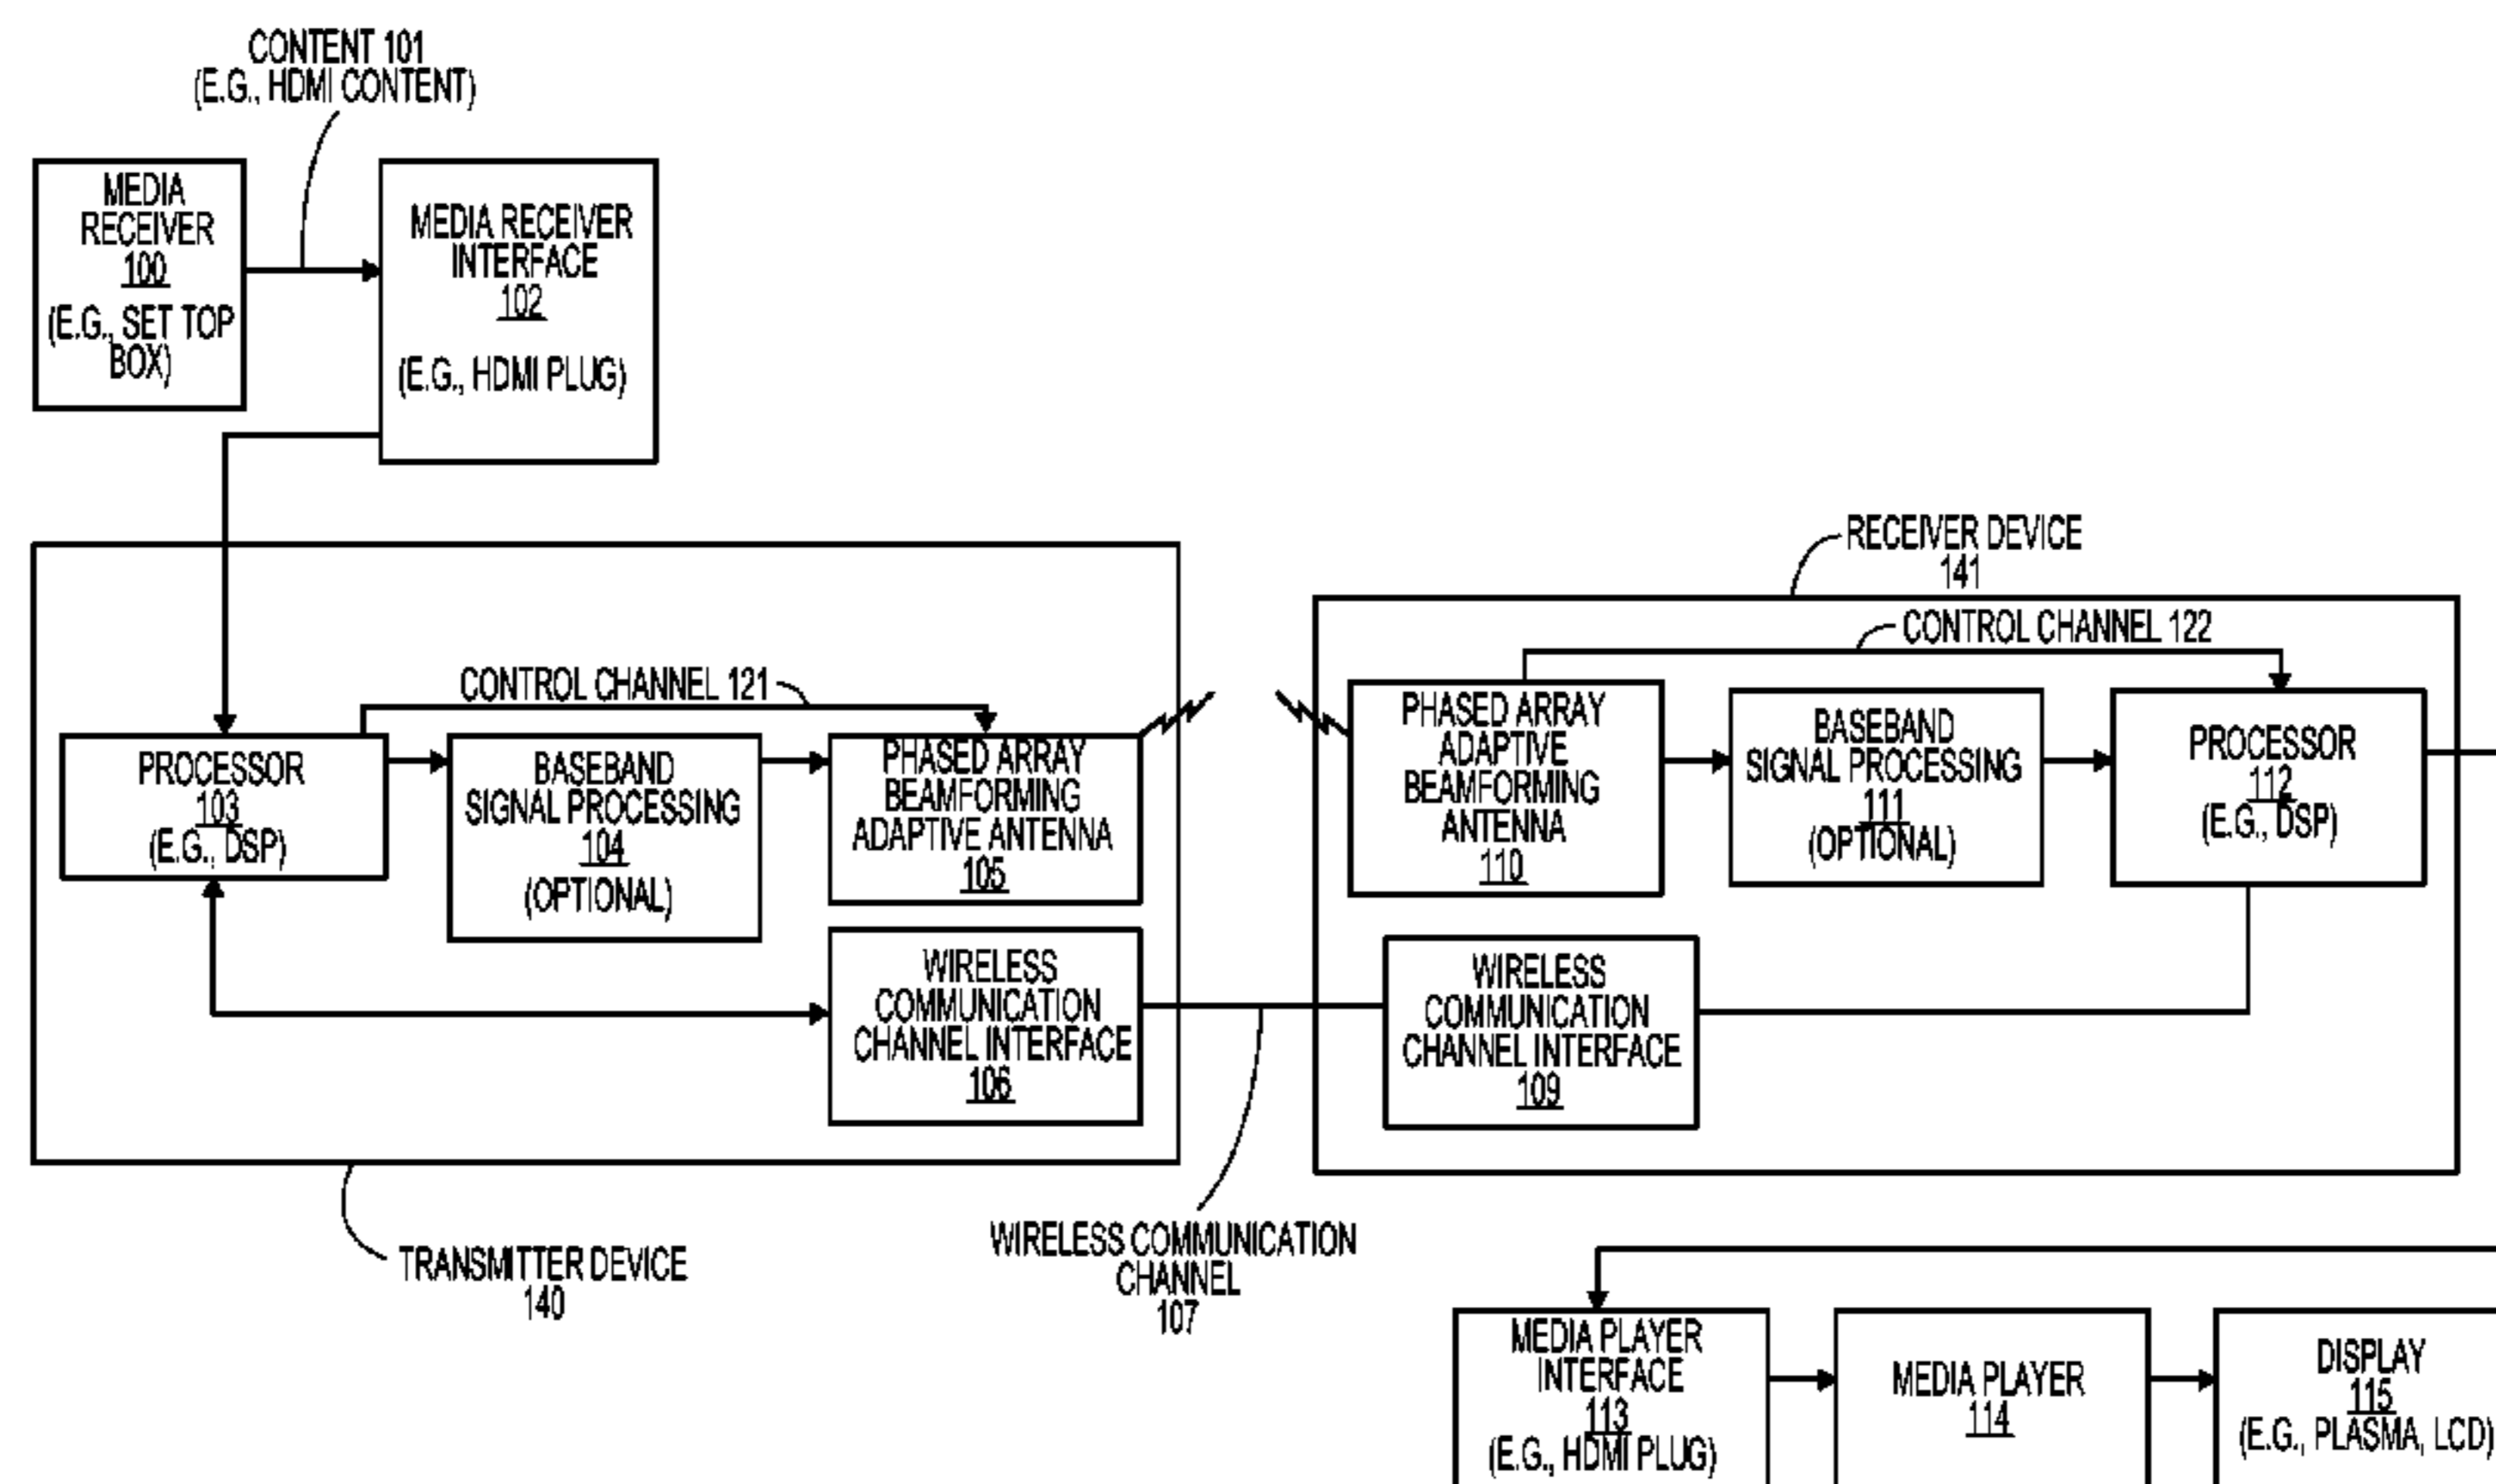 CONTENT 101
(E.G., HDMI CONTENT)
MEDIA
RECEIVER
100
(E.G., SET TOP
BOX)
MEDIA RECEIVER
INTERFACE
102
(E.G., HDMI PLUG)
RECEIVER DEVICE
141
CONTROL CHANNEL 121
PROCESSOR
103
(E.G., DSP)
BASEBAND
SIGNAL PROCESSING
104
(OPTIONAL)
PHASED ARRAY
BEAMFORMING
ADAPTIVE ANTENNA
105
WIRELESS
COMMUNICATION
CHANNEL INTERFACE
106
CONTROL CHANNEL 122
PHASED ARRAY
ADAPTIVE
BEAMFORMING
ANTENNA
110
BASEBAND
SIGNAL PROCESSING
111
(OPTIONAL)
PROCESSOR
112
(E.G., DSP)
WIRELESS
COMMUNICATION
CHANNEL INTERFACE
109
TRANSMITTER DEVICE
140
WIRELESS COMMUNICATION
CHANNEL
107
MEDIA PLAYER
INTERFACE
113
(E.G., HDMI PLUG)
MEDIA PLAYER
114
DISPLAY
115
(E.G., PLASMA, LCD)